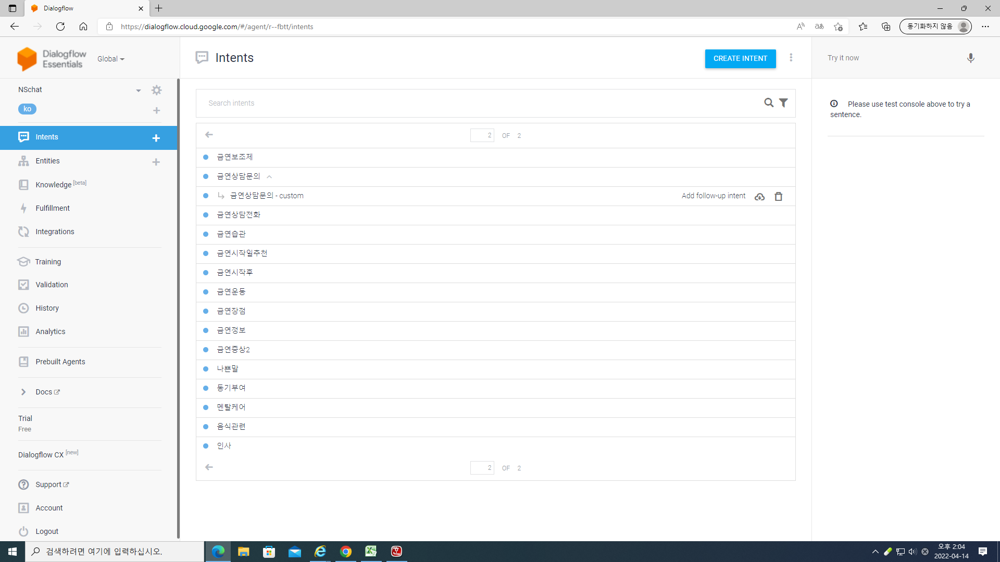 Dialogflow
https://dialogflow.cloud.google.com/#/agent/r--fbtt/intents
동기화하지 않음
Dialogflow
Essentials
Global
Intents
CREATE INTENT
Try it now
NSchat
ko
Search intents
Please use test console above to try a
sentence.
Intents
2 OF 2
Entities
Knowledge [beta]
Fulfillment
Integrations
Training
Validation
History
Analytics
Prebuilt Agents
Docs
Trial
Free
Dialogflow CX [new]
Support
Account
Logout
금연보조제
금연상담문의
금연상담문의 - custom
Add follow-up intent
금연상담전화
금연습관
금연시작일추천
금연시작후
금연운동
금연장점
금연정보
금연증상2
나쁜말
동기부여
멘탈케어
음식관련
인사
2 OF 2
검색하려면 여기에 입력하십시오.
오후 2:04
2022-04-14